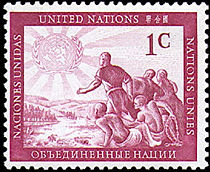 UNITED NATIONS 聯合國
1C
NACIONES UNIDAS
NATIONS UNIES
ОБЪЕДИНЕННЫЕ НАЦИИ